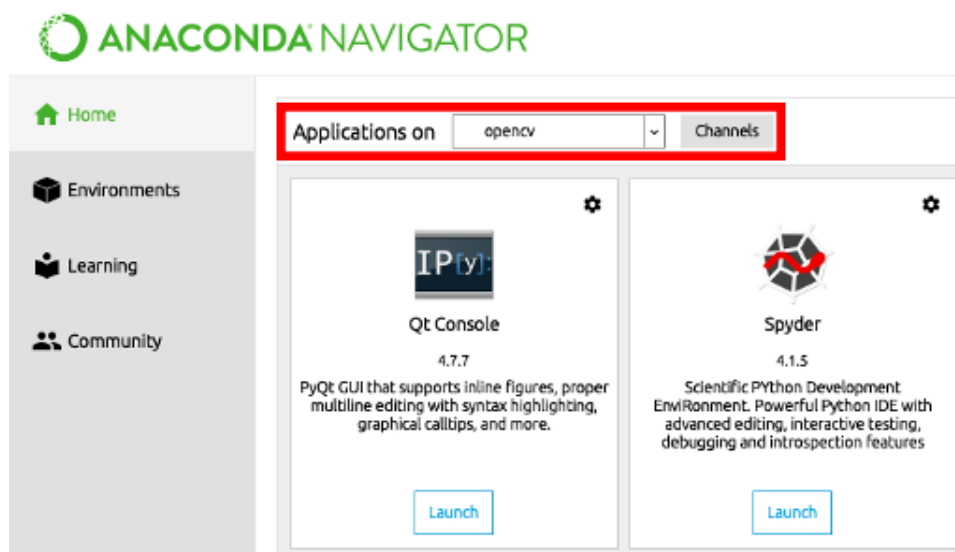 ANACONDA NAVIGATOR
Home
Applications on opencv Channels
Environments
Learning
Community
IP[y]:
Qt Console
4.7.7
PyQt GUI that supports inline figures, proper
multiline editing with syntax highlighting,
graphical calltips, and more.
Launch
Spyder
4.1.5
Scientific PYthon Development
EnviRonment. Powerful Python IDE with
advanced editing, interactive testing,
debugging and introspection features
Launch